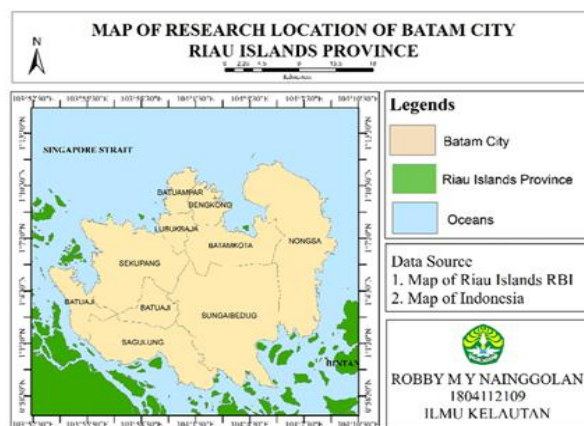 MAP OF RESEARCH LOCATION OF BATAM CITY
RIAU ISLANDS PROVINCE
N
SINGAPORE STRAIT
BATUAMPAR
BENGKONG
LUBUKRAJA
BATAMKOTA
NONGSA
SEKUPANG
BATUAJI
BATUAJI
SUNGAIBEDUG
SAGULUNG
BINTAN
Legends
Batam City
Riau Islands Province
Oceans
Data Source
1. Map of Riau Islands RBI
2. Map of Indonesia
ROBBY M Y NAINGGOLAN
1804112109
ILMU KELAUTAN